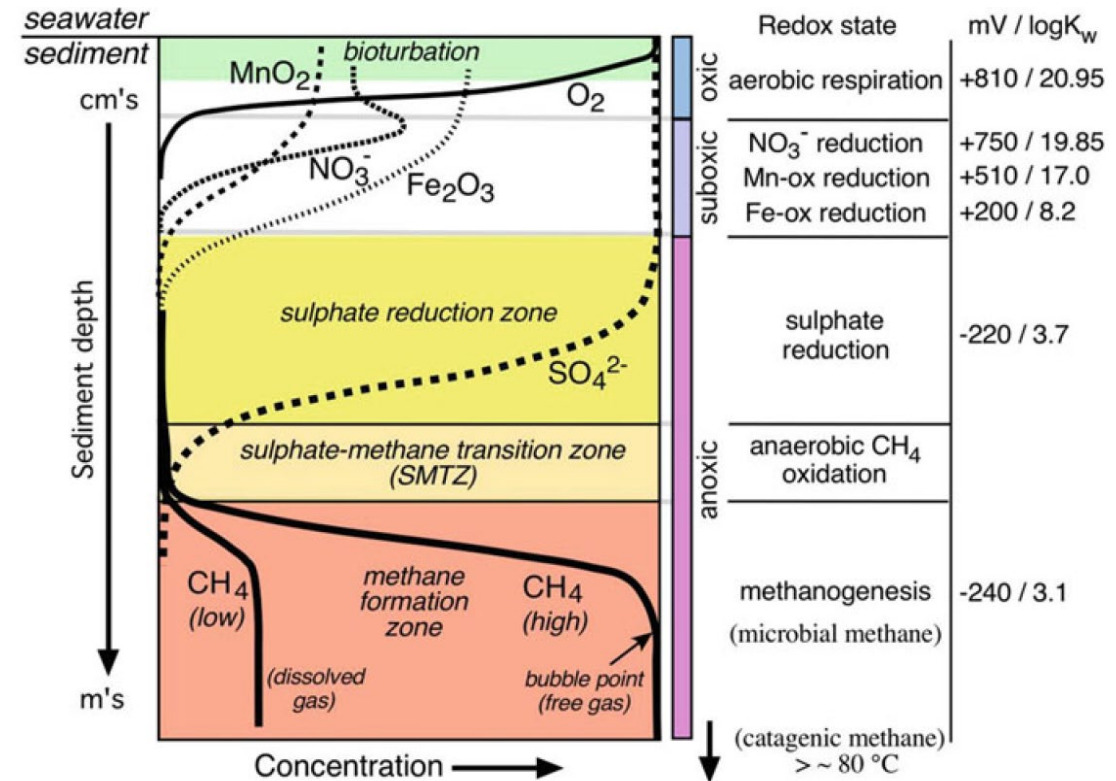 seawater
sediment
cm's
Sediment depth
m's
bioturbation
MnO₂
O₂
NO₃⁻
Fe₂O₃
sulphate reduction zone
SO₄²⁻
sulphate-methane transition zone
(SMTZ)
CH₄
(low)
methane
formation
zone
CH₄
(high)
(dissolved
gas)
bubble point
(free gas)
Concentration
oxic
suboxic
anoxic
Redox state
mV / logKw
aerobic respiration
+810 / 20.95
NO₃⁻ reduction
+750 / 19.85
Mn-ox reduction
+510 / 17.0
Fe-ox reduction
+200 / 8.2
sulphate
reduction
-220 / 3.7
anaerobic CH₄
oxidation
methanogenesis
-240 / 3.1
(microbial methane)
(catagenic methane)
> ~ 80 °C